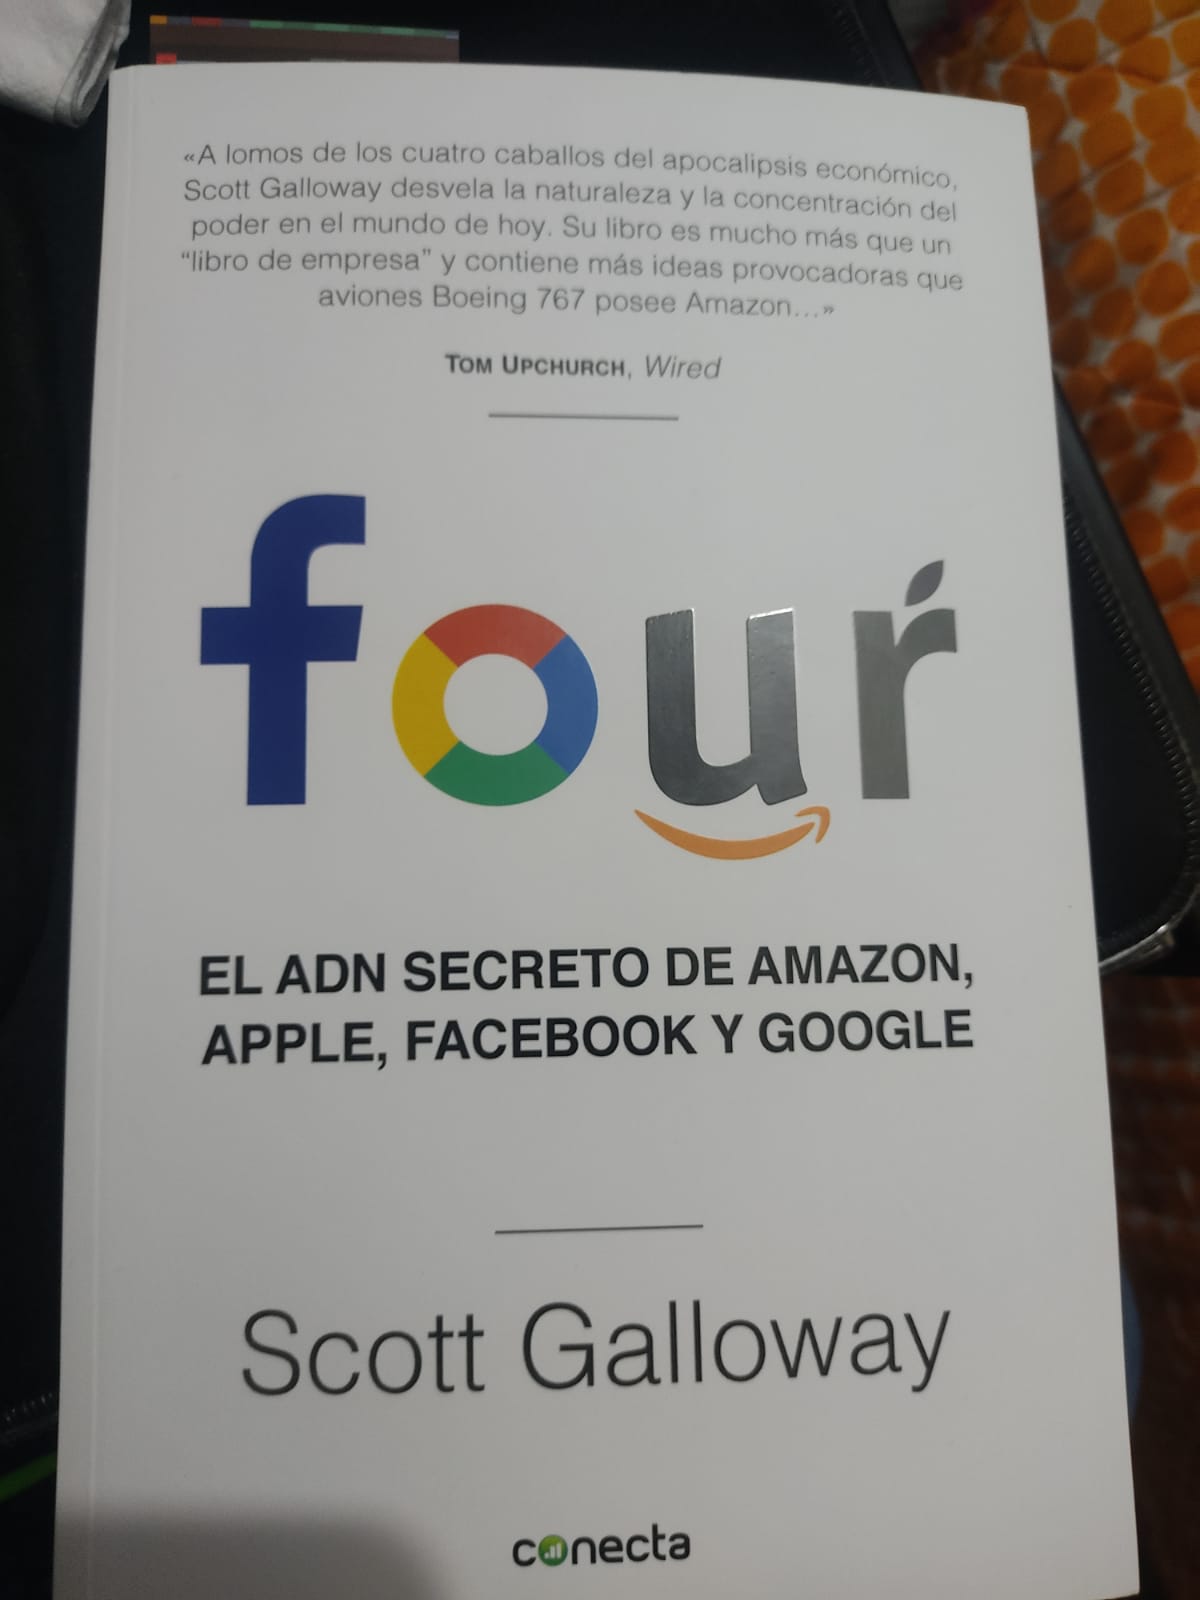 «A lomos de los cuatro caballos del apocalipsis económico,
Scott Galloway desvela la naturaleza y la concentración del
poder en el mundo de hoy. Su libro es mucho más que un
“libro de empresa” y contiene más ideas provocadoras que
aviones Boeing 767 posee Amazon...»
TOM UPCHURCH, Wired
four
EL ADN SECRETO DE AMAZON,
APPLE, FACEBOOK Y GOOGLE
Scott Galloway
conecta